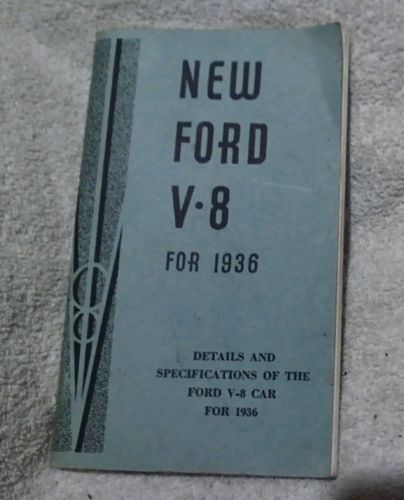 NEW
FORD
V·8
FOR 1936
DETAILS AND
SPECIFICATIONS OF THE
FORD V-8 CAR
FOR 1936